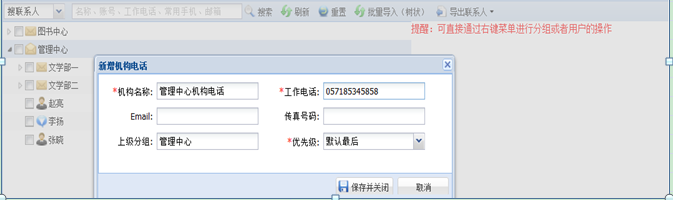 搜联系人 名称、账号、工作电话、常用手机、邮箱 搜索 刷新 重置 批量导入（树状） 导出联系人
提醒：可直接通过右键菜单进行分组或者用户的操作
图书中心
管理中心
文学部一
文学部二
赵亮
李扬
张晓
新增机构电话
*机构名称: 管理中心机构电话 *工作电话: 057185345858
Email: 传真号码:
上级分组: 管理中心 *优先级: 默认最后
保存并关闭 取消